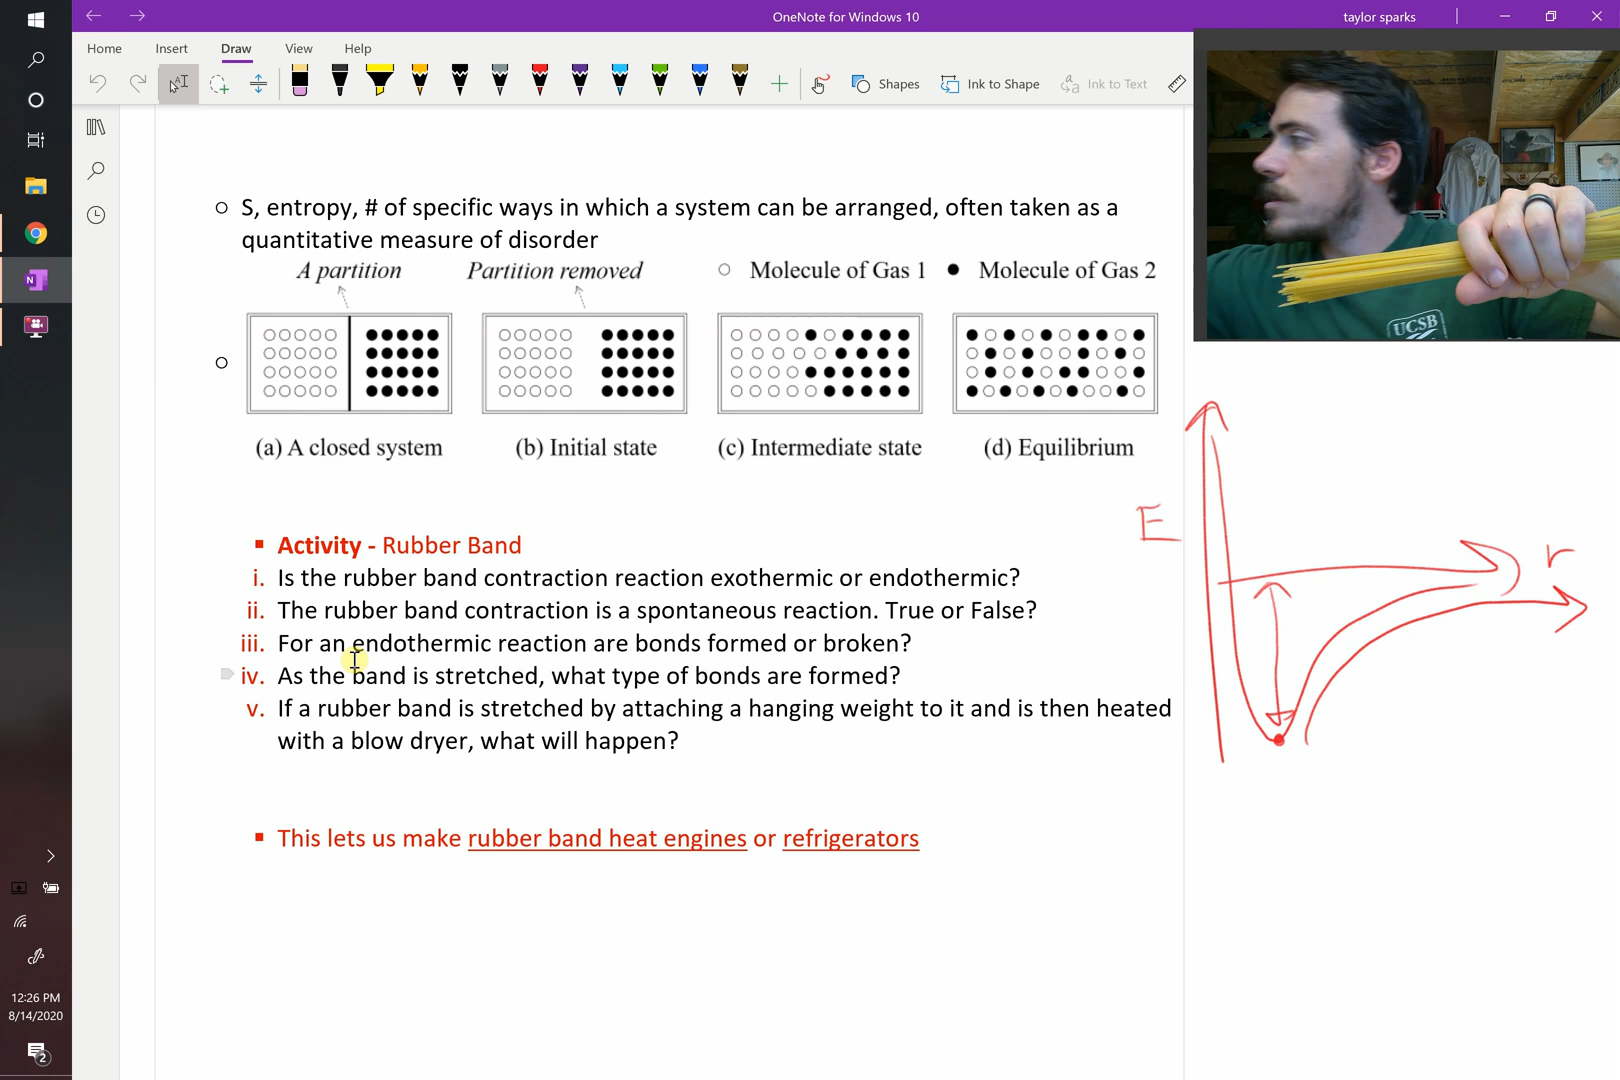 OneNote for Windows 10
taylor sparks
Home Insert Draw View Help
Shapes Ink to Shape Ink to Text
S, entropy, # of specific ways in which a system can be arranged, often taken as a
quantitative measure of disorder
A partition Partition removed Molecule of Gas 1 Molecule of Gas 2
(a) A closed system (b) Initial state (c) Intermediate state (d) Equilibrium
Activity - Rubber Band
i. Is the rubber band contraction reaction exothermic or endothermic?
ii. The rubber band contraction is a spontaneous reaction. True or False?
iii. For an endothermic reaction are bonds formed or broken?
iv. As the band is stretched, what type of bonds are formed?
v. If a rubber band is stretched by attaching a hanging weight to it and is then heated
with a blow dryer, what will happen?
This lets us make rubber band heat engines or refrigerators
UCSB
E
r
12:26 PM
8/14/2020
2